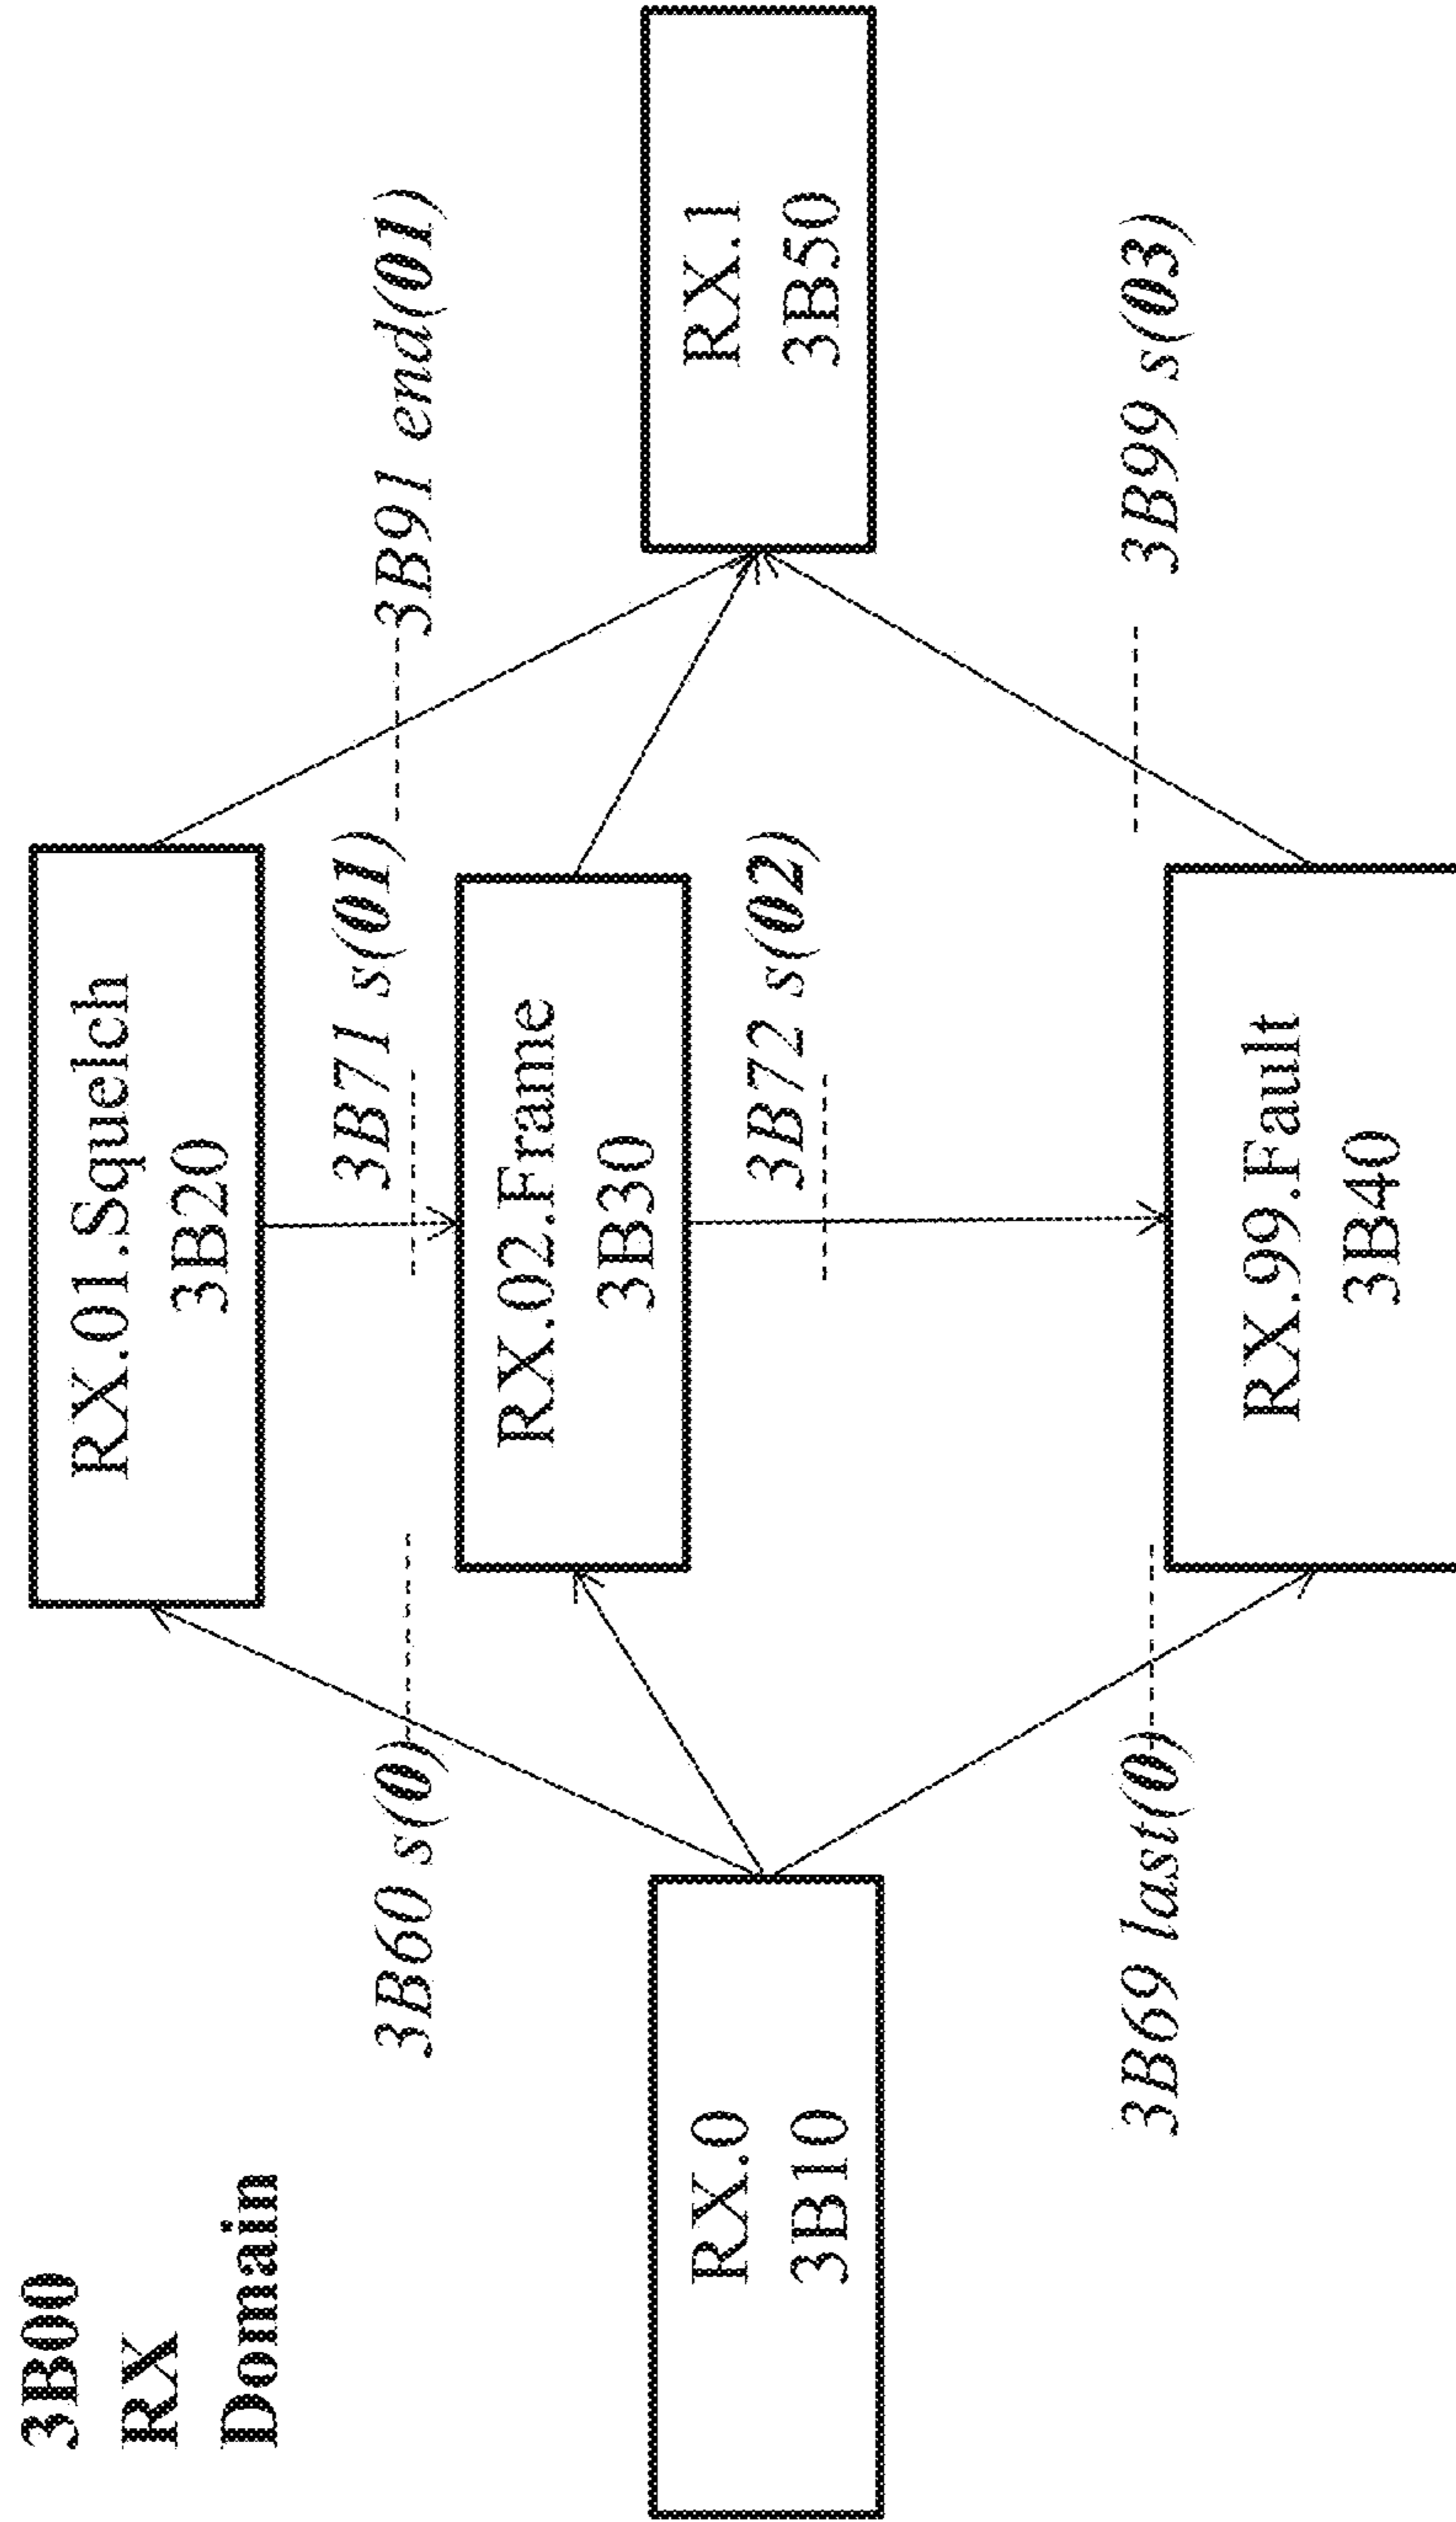 3B00
RX
Domain
RX.01.Squelch
3B20
3B60 s(0)
3B71 s(01)
3B91 end(01)
RX.02.Frame
3B30
RX.0
3B10
RX.1
3B50
3B72 s(02)
3B69 last(0)
3B99 s(03)
RX.99.Fault
3B40